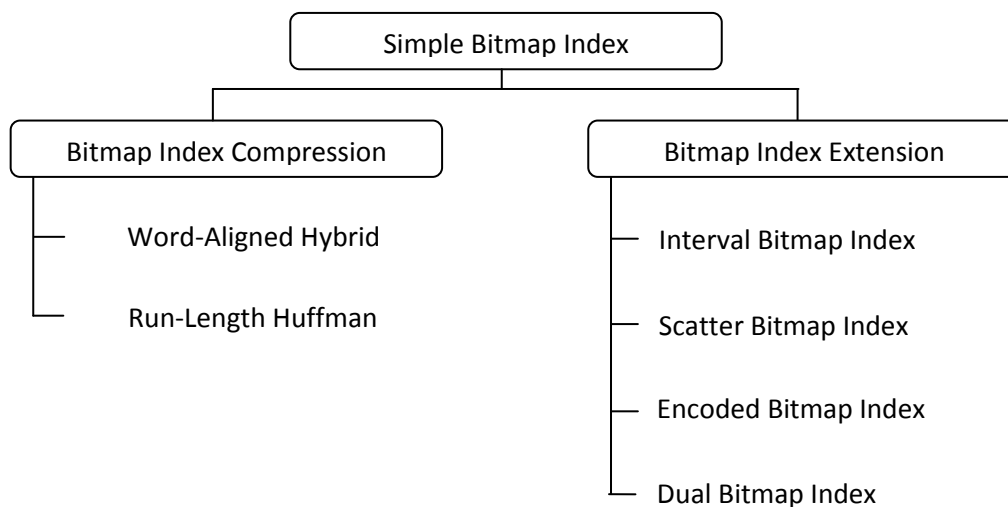 Simple Bitmap Index
Bitmap Index Compression
Word-Aligned Hybrid
Run-Length Huffman
Bitmap Index Extension
Interval Bitmap Index
Scatter Bitmap Index
Encoded Bitmap Index
Dual Bitmap Index